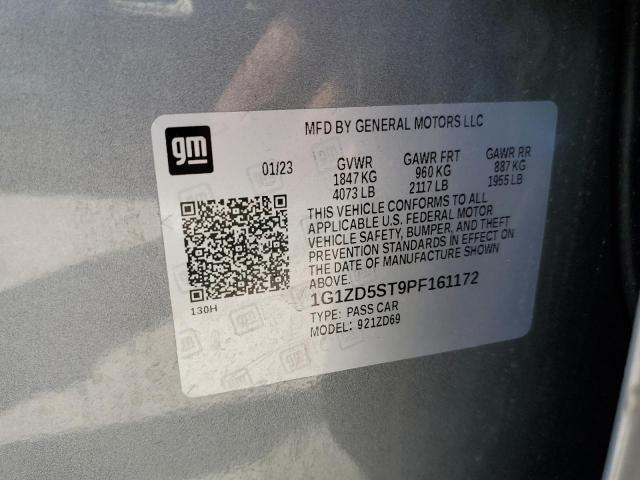 MFD BY GENERAL MOTORS LLC
gm
01/23 GVWR GAWR FRT GAWR RR
1847 KG 960 KG 887 KG
4073 LB 2117 LB 1955 LB
THIS VEHICLE CONFORMS TO ALL
APPLICABLE U.S. FEDERAL MOTOR
VEHICLE SAFETY, BUMPER, AND THEFT
PREVENTION STANDARDS IN EFFECT ON
THE DATE OF MANUFACTURE SHOWN
ABOVE.
130H
1G1ZD5ST9PF161172
TYPE: PASS CAR
MODEL: 921ZD69